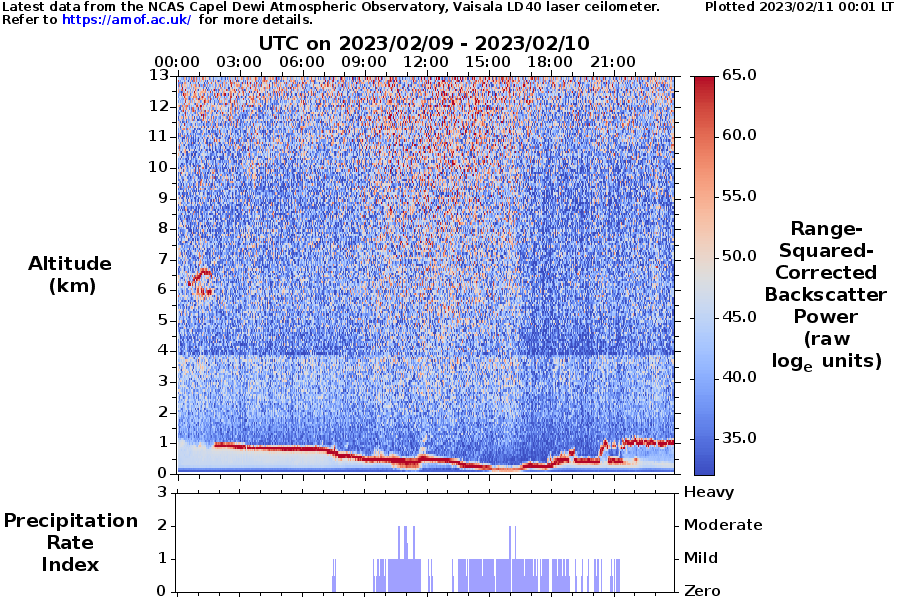 Latest data from the NCAS Capel Dewi Atmospheric Observatory, Vaisala LD40 laser ceilometer.
Plotted 2023/02/11 00:01 LT
Refer to https://amof.ac.uk/ for more details.
UTC on 2023/02/09 - 2023/02/10
00:00 03:00 06:00 09:00 12:00 15:00 18:00 21:00
13
12
11
10
9
8
7
6
5
4
3
2
1
0
Altitude
(km)
65.0
60.0
55.0
50.0
45.0
40.0
35.0
Range-
Squared-
Corrected
Backscatter
Power
(raw
logₑ units)
Precipitation
Rate
Index
3
2
1
0
Heavy
Moderate
Mild
Zero